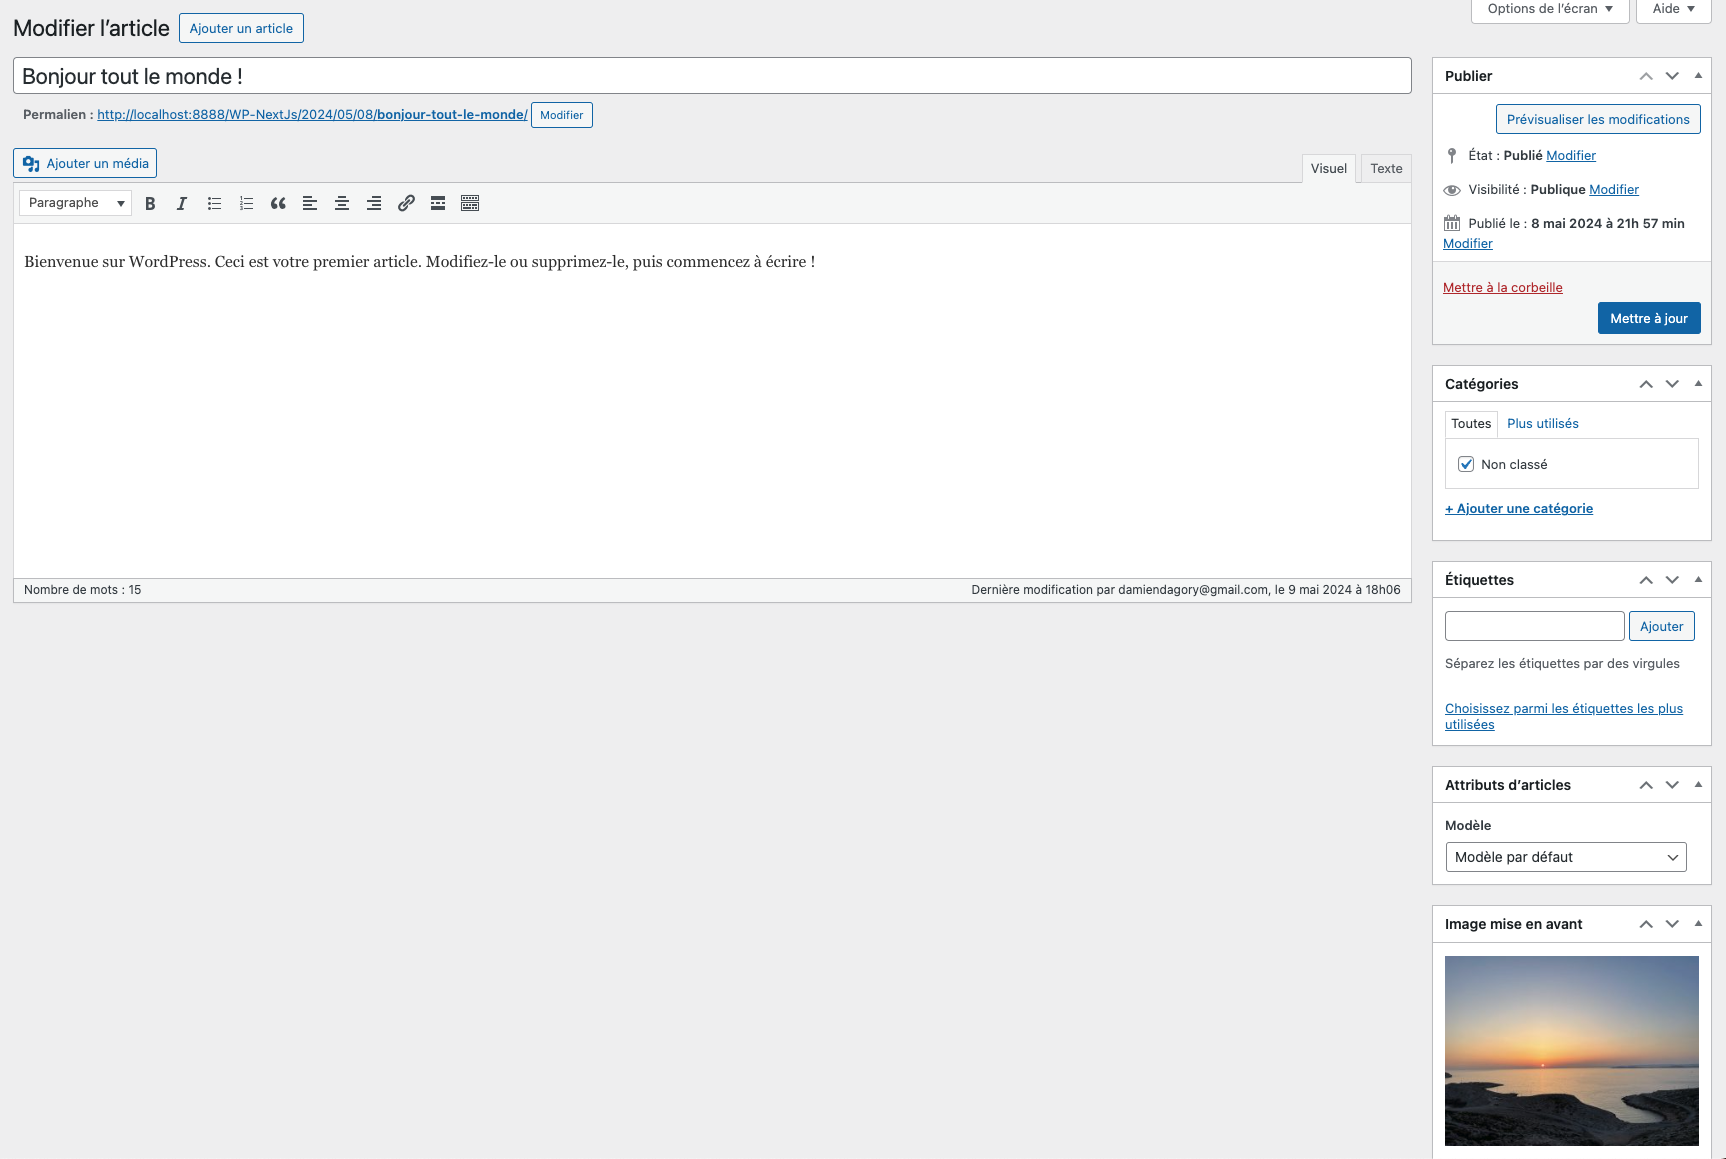 Options de l’écran
Aide
Modifier l’article
Ajouter un article
Bonjour tout le monde !
Permalien : http://localhost:8888/WP-NextJs/2024/05/08/bonjour-tout-le-monde/ Modifier
Ajouter un média
Visuel
Texte
Paragraphe
Bienvenue sur WordPress. Ceci est votre premier article. Modifiez-le ou supprimez-le, puis commencez à écrire !
Nombre de mots : 15
Dernière modification par damiendagory@gmail.com, le 9 mai 2024 à 18h06
Publier
Prévisualiser les modifications
État : Publié Modifier
Visibilité : Publique Modifier
Publié le : 8 mai 2024 à 21h 57 min
Modifier
Mettre à la corbeille
Mettre à jour
Catégories
Toutes
Plus utilisés
Non classé
+ Ajouter une catégorie
Étiquettes
Ajouter
Séparez les étiquettes par des virgules
Choisissez parmi les étiquettes les plus
utilisées
Attributs d’articles
Modèle
Modèle par défaut
Image mise en avant